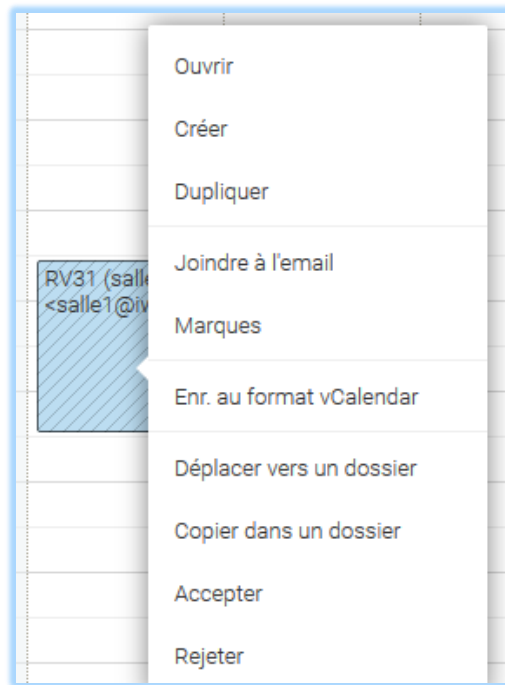 Ouvrir
Créer
Dupliquer
Joindre à l'email
RV31 (salle
<salle1@iw
Marques
Enr. au format vCalendar
Déplacer vers un dossier
Copier dans un dossier
Accepter
Rejeter